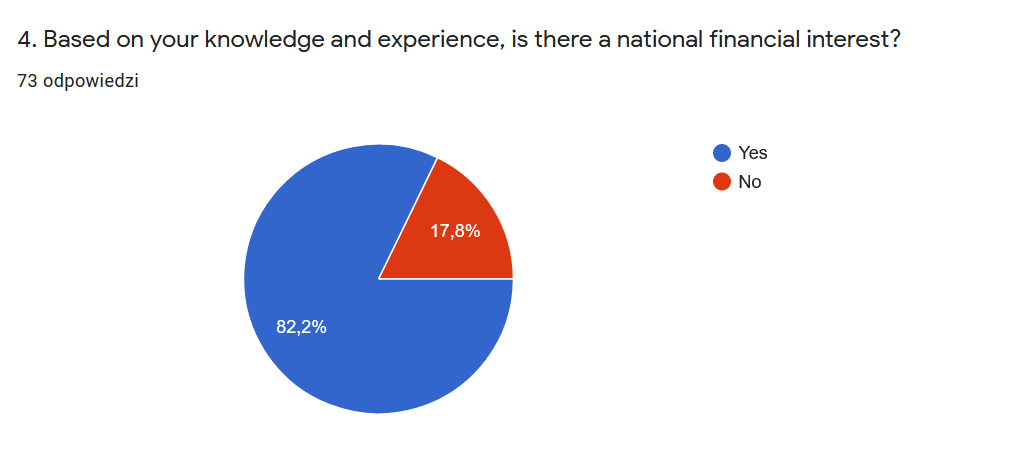 4. Based on your knowledge and experience, is there a national financial interest?
73 odpowiedzi
Yes
No
17,8%
82,2%